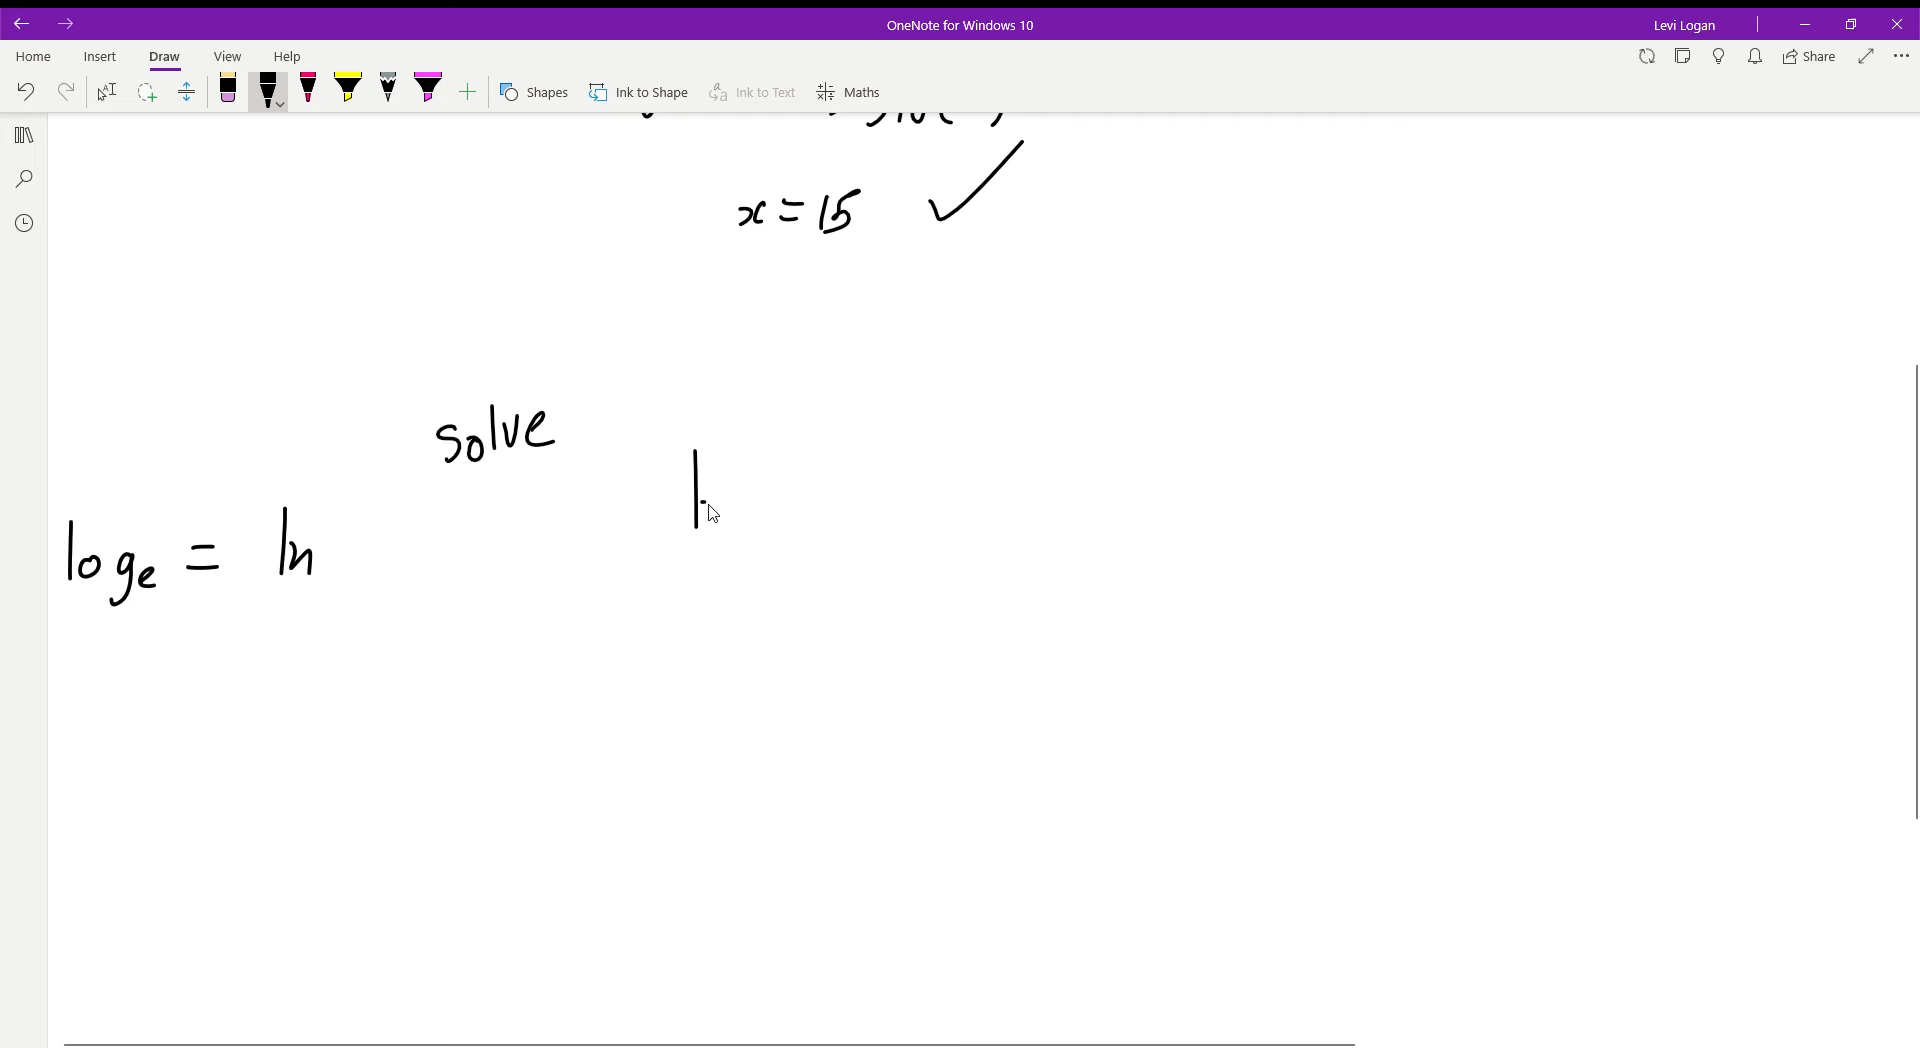 OneNote for Windows 10
Levi Logan
Home Insert Draw View Help
Share
Shapes Ink to Shape Ink to Text Maths
x = 15 ✓
solve
logₑ = ln